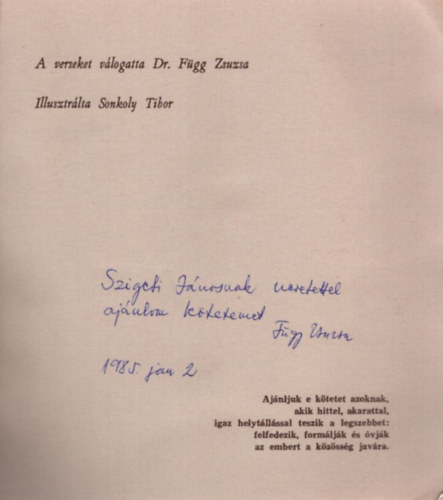 A verseket válogatta Dr. Függ Zsuzsa
Illusztrálta Sonkoly Tibor
Szigeti Jánosnak szeretettel
ajánlom kötetemet
Függ Zsuzsa
1985. jan 2
Ajánljuk e kötetet azoknak,
akik hittel, akarattal,
igaz helytállással teszik a legszebbet:
felfedezik, formálják és óvják
az embert a közösség javára.